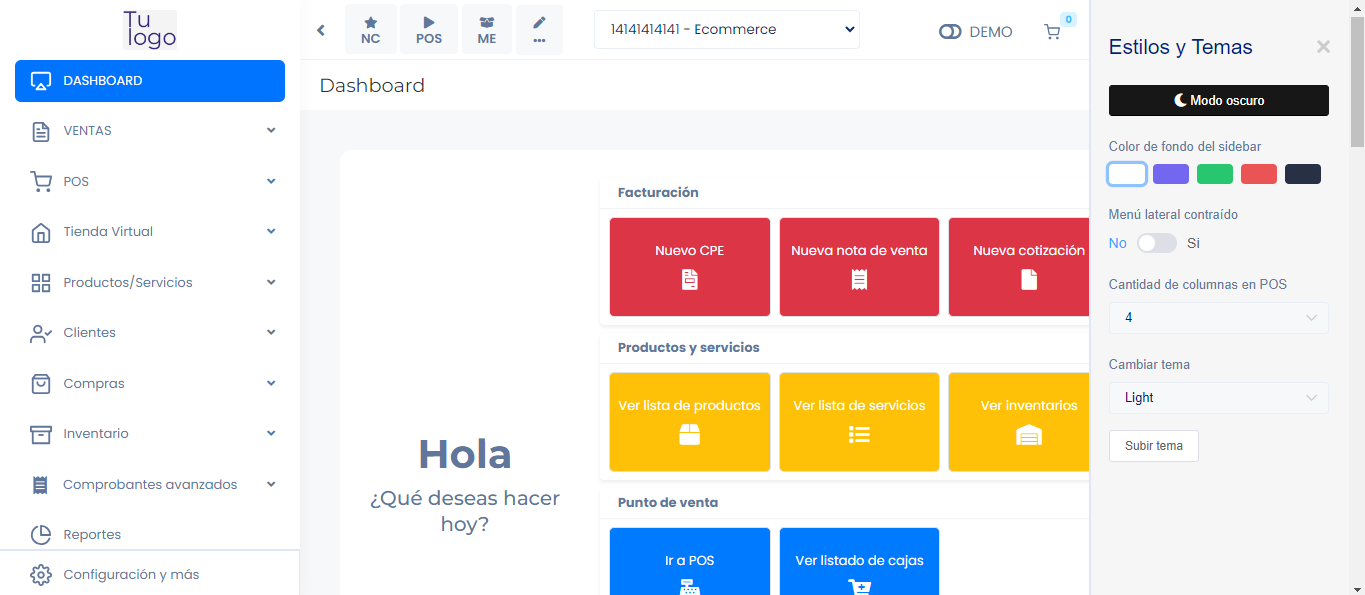 Tu
logo
DASHBOARD
VENTAS
POS
Tienda Virtual
Productos/Servicios
Clientes
Compras
Inventario
Comprobantes avanzados
Reportes
Configuración y más
NC
POS
ME
...
14141414141 - Ecommerce
DEMO
0
Dashboard
Hola
¿Qué deseas hacer
hoy?
Facturación
Nuevo CPE
Nueva nota de venta
Nueva cotización
Productos y servicios
Ver lista de productos
Ver lista de servicios
Ver inventarios
Punto de venta
Ir a POS
Ver listado de cajas
Estilos y Temas
×
Modo oscuro
Color de fondo del sidebar
Menú lateral contraído
No
Si
Cantidad de columnas en POS
4
Cambiar tema
Light
Subir tema